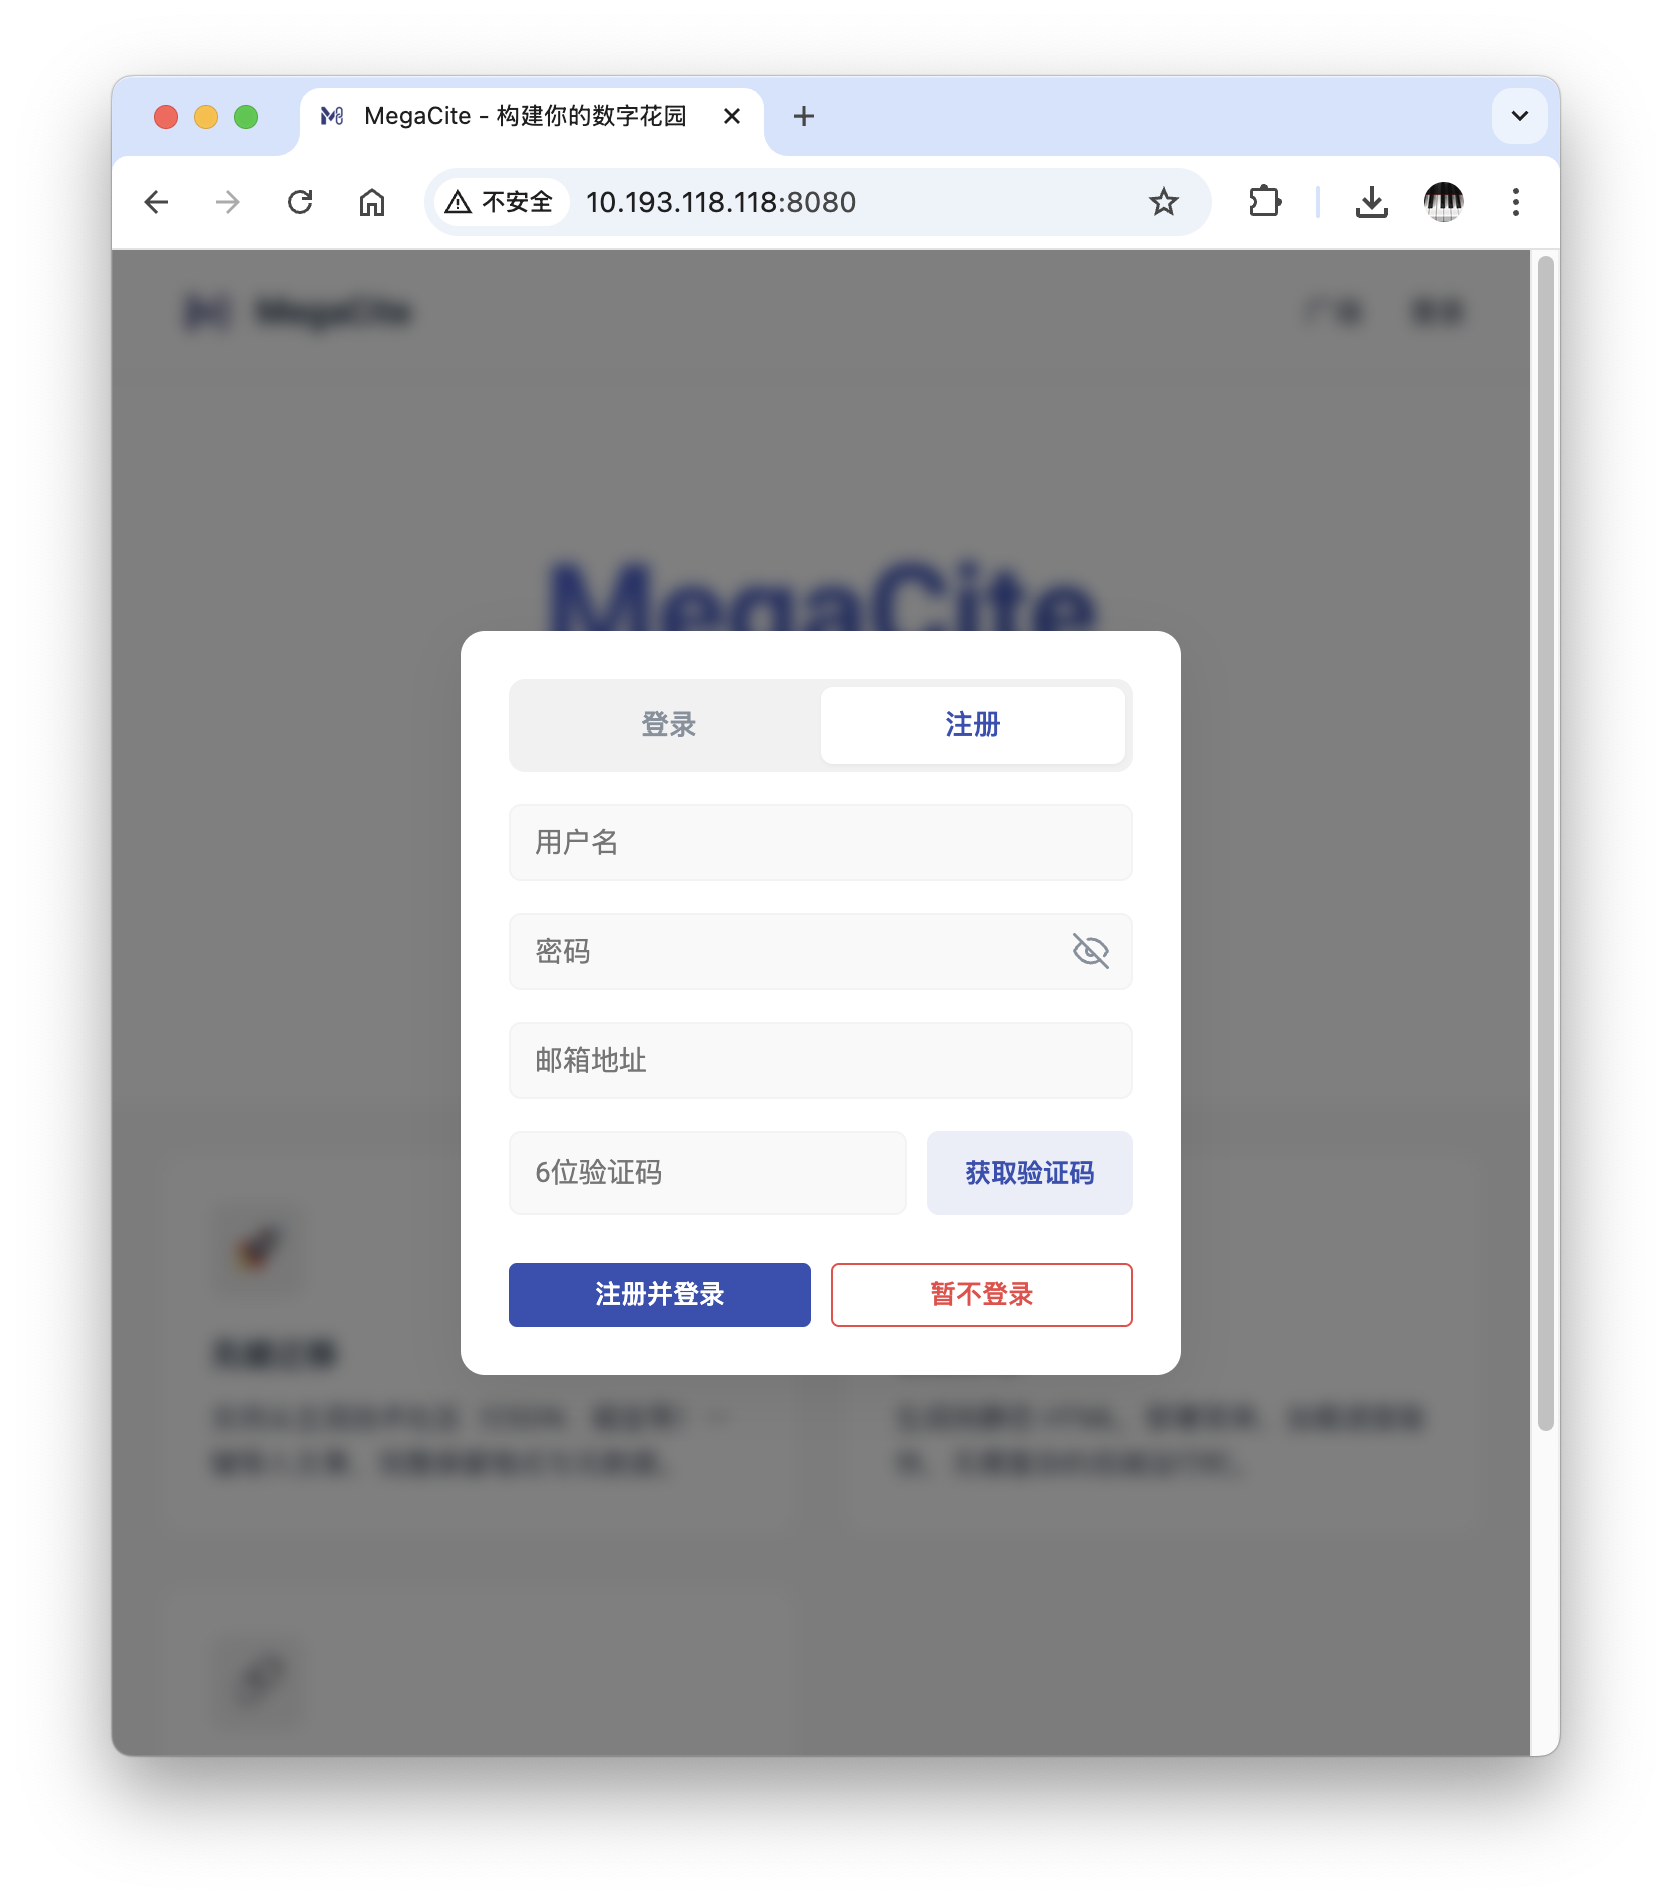 MegaCite - 构建你的数字花园
不安全 10.193.118.118:8080
MegaCite
MegaCite
登录 注册
用户名
密码
邮箱地址
6位验证码 获取验证码
注册并登录 暂不登录